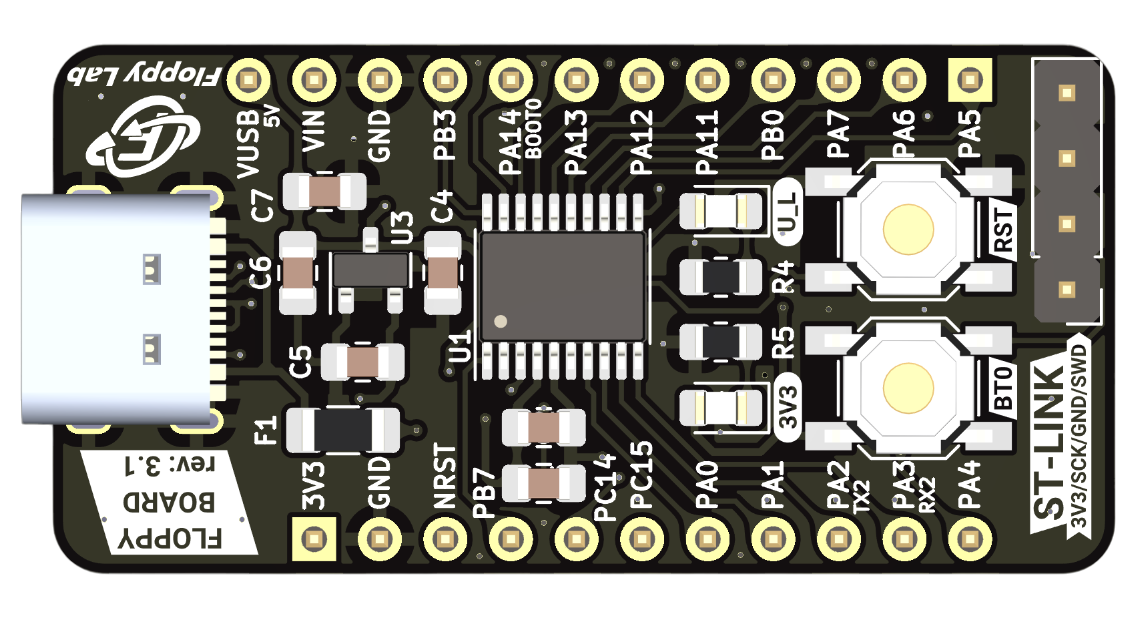 Floppy Lab
VUSB
5V
VIN
GND
PB3
PA14
BOOT0
PA13
PA12
PA11
PB0
PA7
PA6
PA5
C7
U3
C4
U_L
RST
C6
R4
U1
C5
R5
3V3
BT0
F1
ST-LINK
3V3/SCK/GND/SWD
3V3
GND
NRST
PB7
PC14
PC15
PA0
PA1
PA2
TX2
PA3
RX2
PA4
FLOPPY
BOARD
rev: 3.1